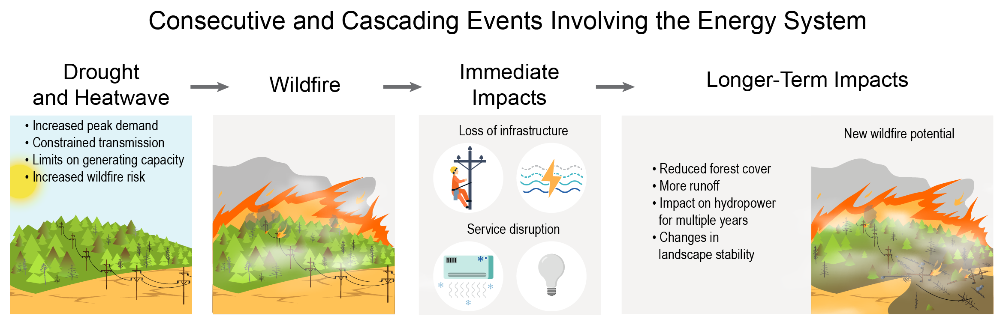 Consecutive and Cascading Events Involving the Energy System
Drought
and Heatwave
• Increased peak demand
• Constrained transmission
• Limits on generating capacity
• Increased wildfire risk
Wildfire
Immediate
Impacts
Loss of infrastructure
Service disruption
Longer-Term Impacts
• Reduced forest cover
• More runoff
• Impact on hydropower
for multiple years
• Changes in
landscape stability
New wildfire potential